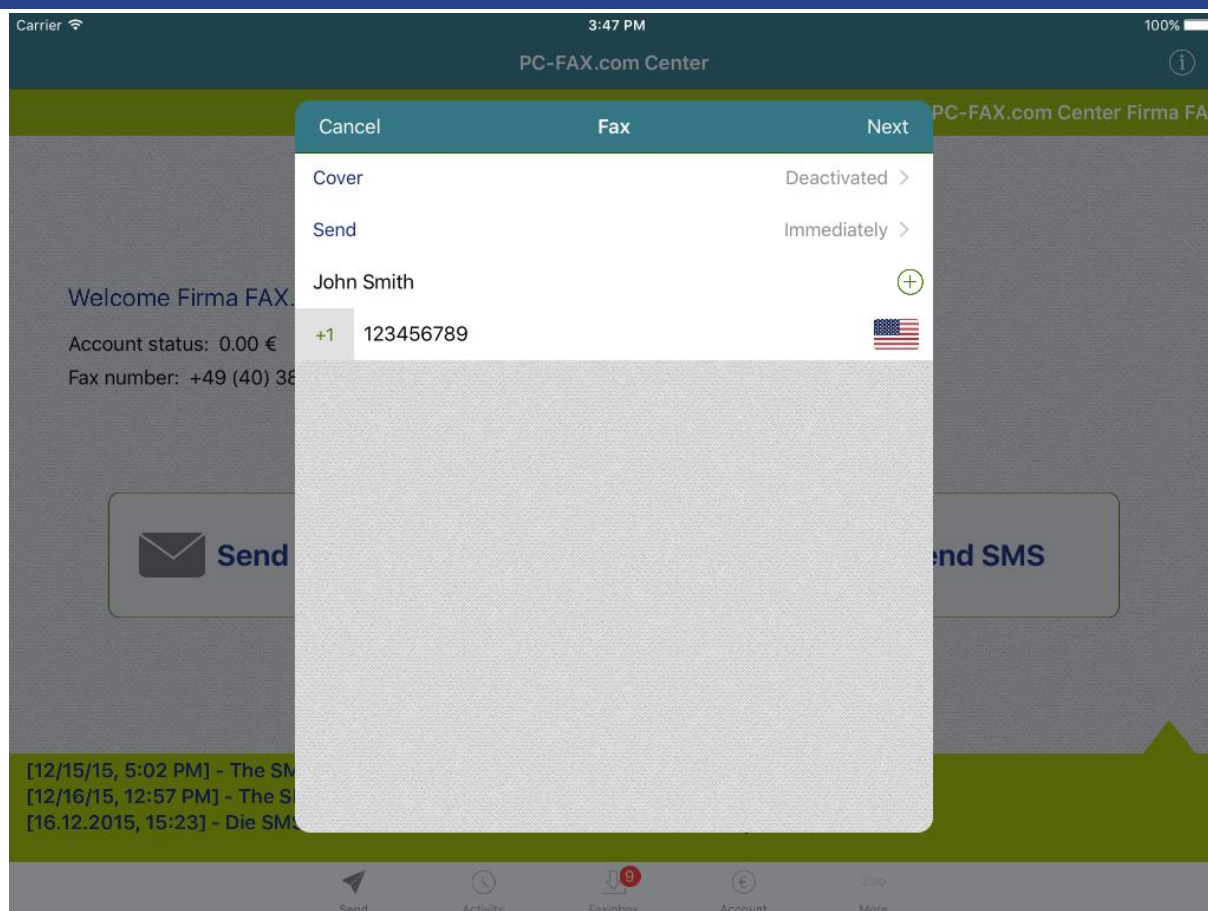 Carrier
3:47 PM
100%
PC-FAX.com Center
PC-FAX.com Center Firma FA
Cancel
Fax
Next
Cover
Deactivated >
Send
Immediately >
John Smith
+1 123456789
Welcome Firma FAX.
Account status: 0.00 €
Fax number: +49 (40) 38
Send
end SMS
[12/15/15, 5:02 PM] - The SM
[12/16/15, 12:57 PM] - The S
[16.12.2015, 15:23] - Die SMS
9
Send
Activity
Faxinbox
Account
More